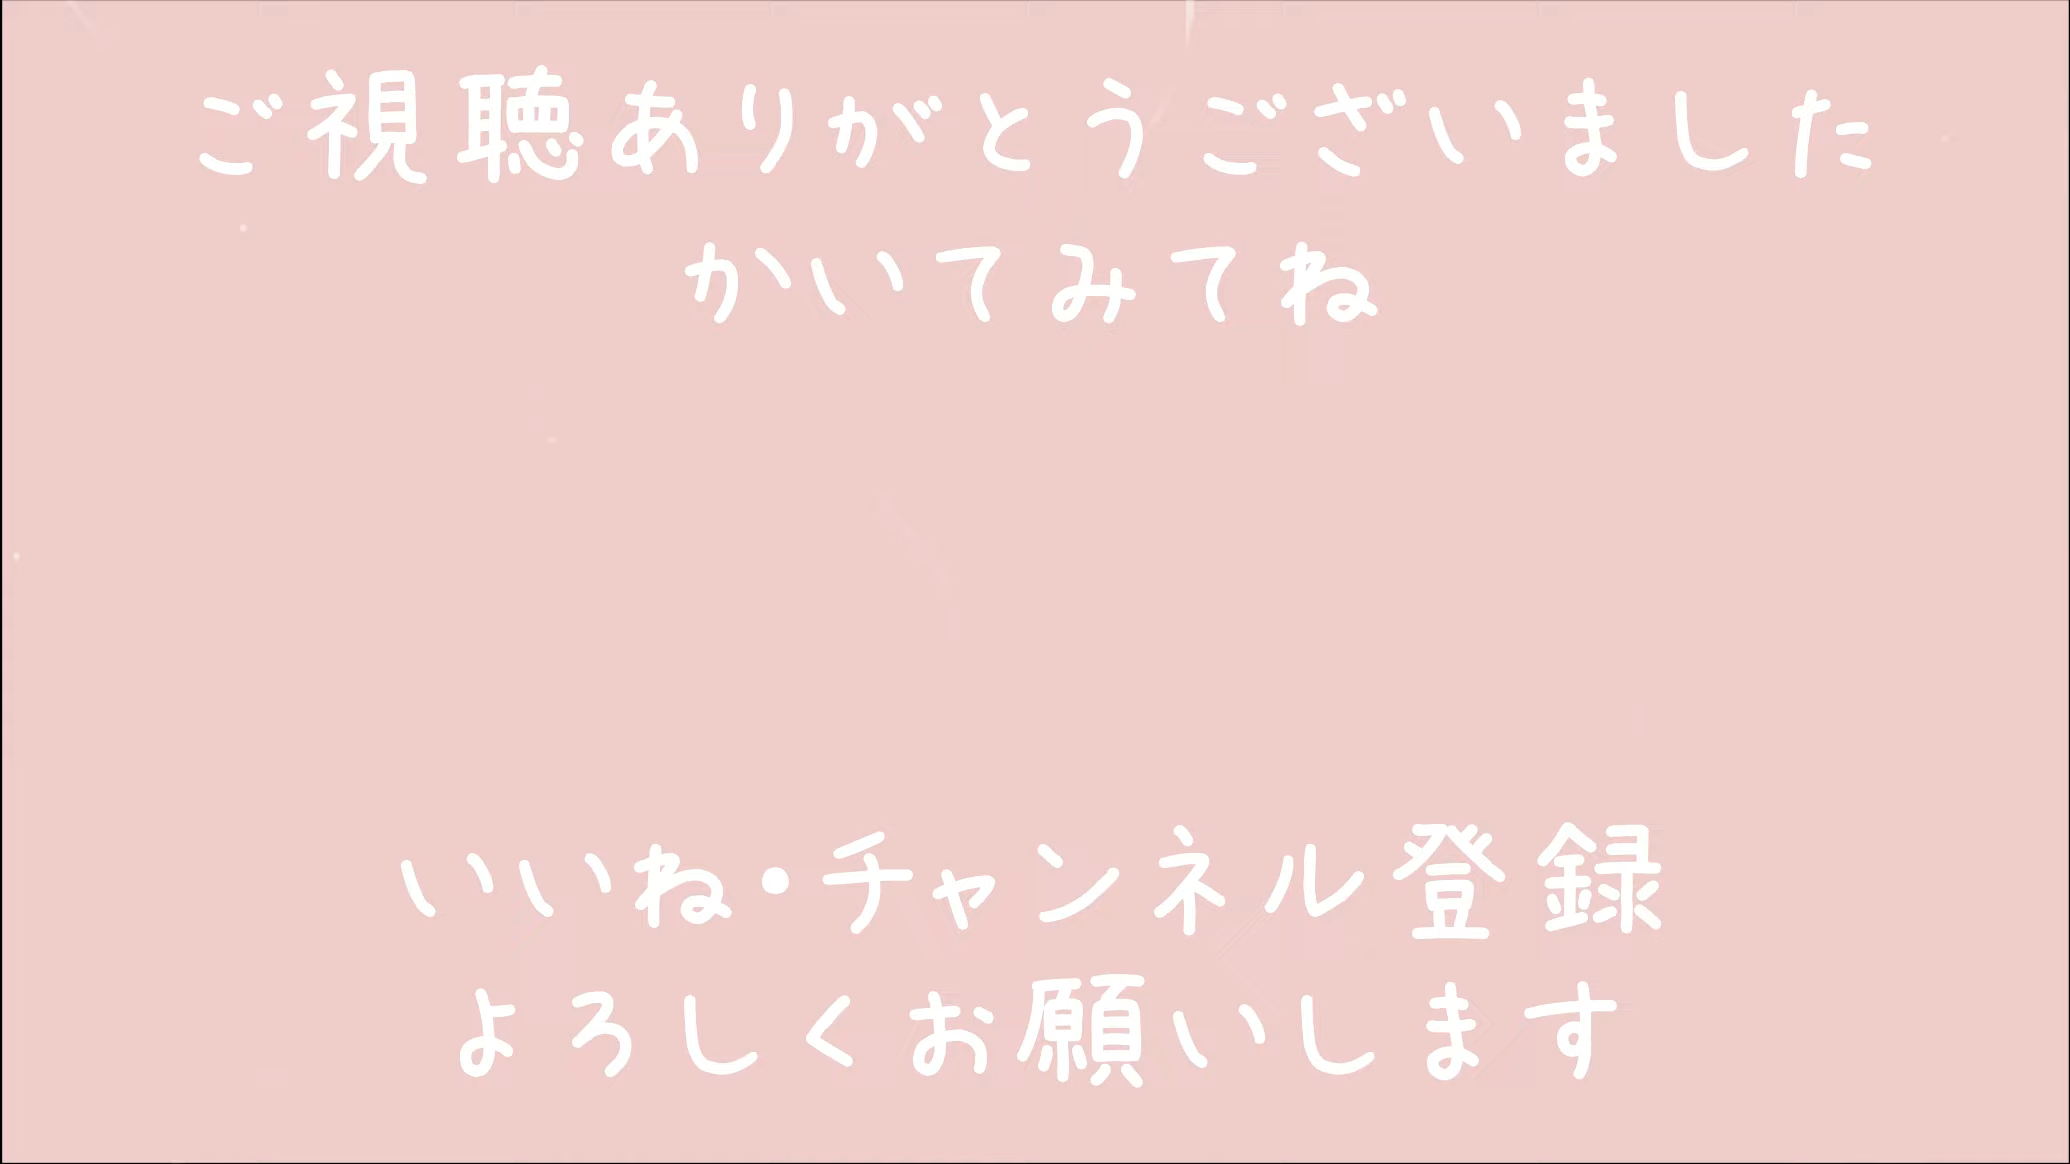 ご視聴ありがとうございました
かいてみてね
いいね・チャンネル登録
よろしくお願いします